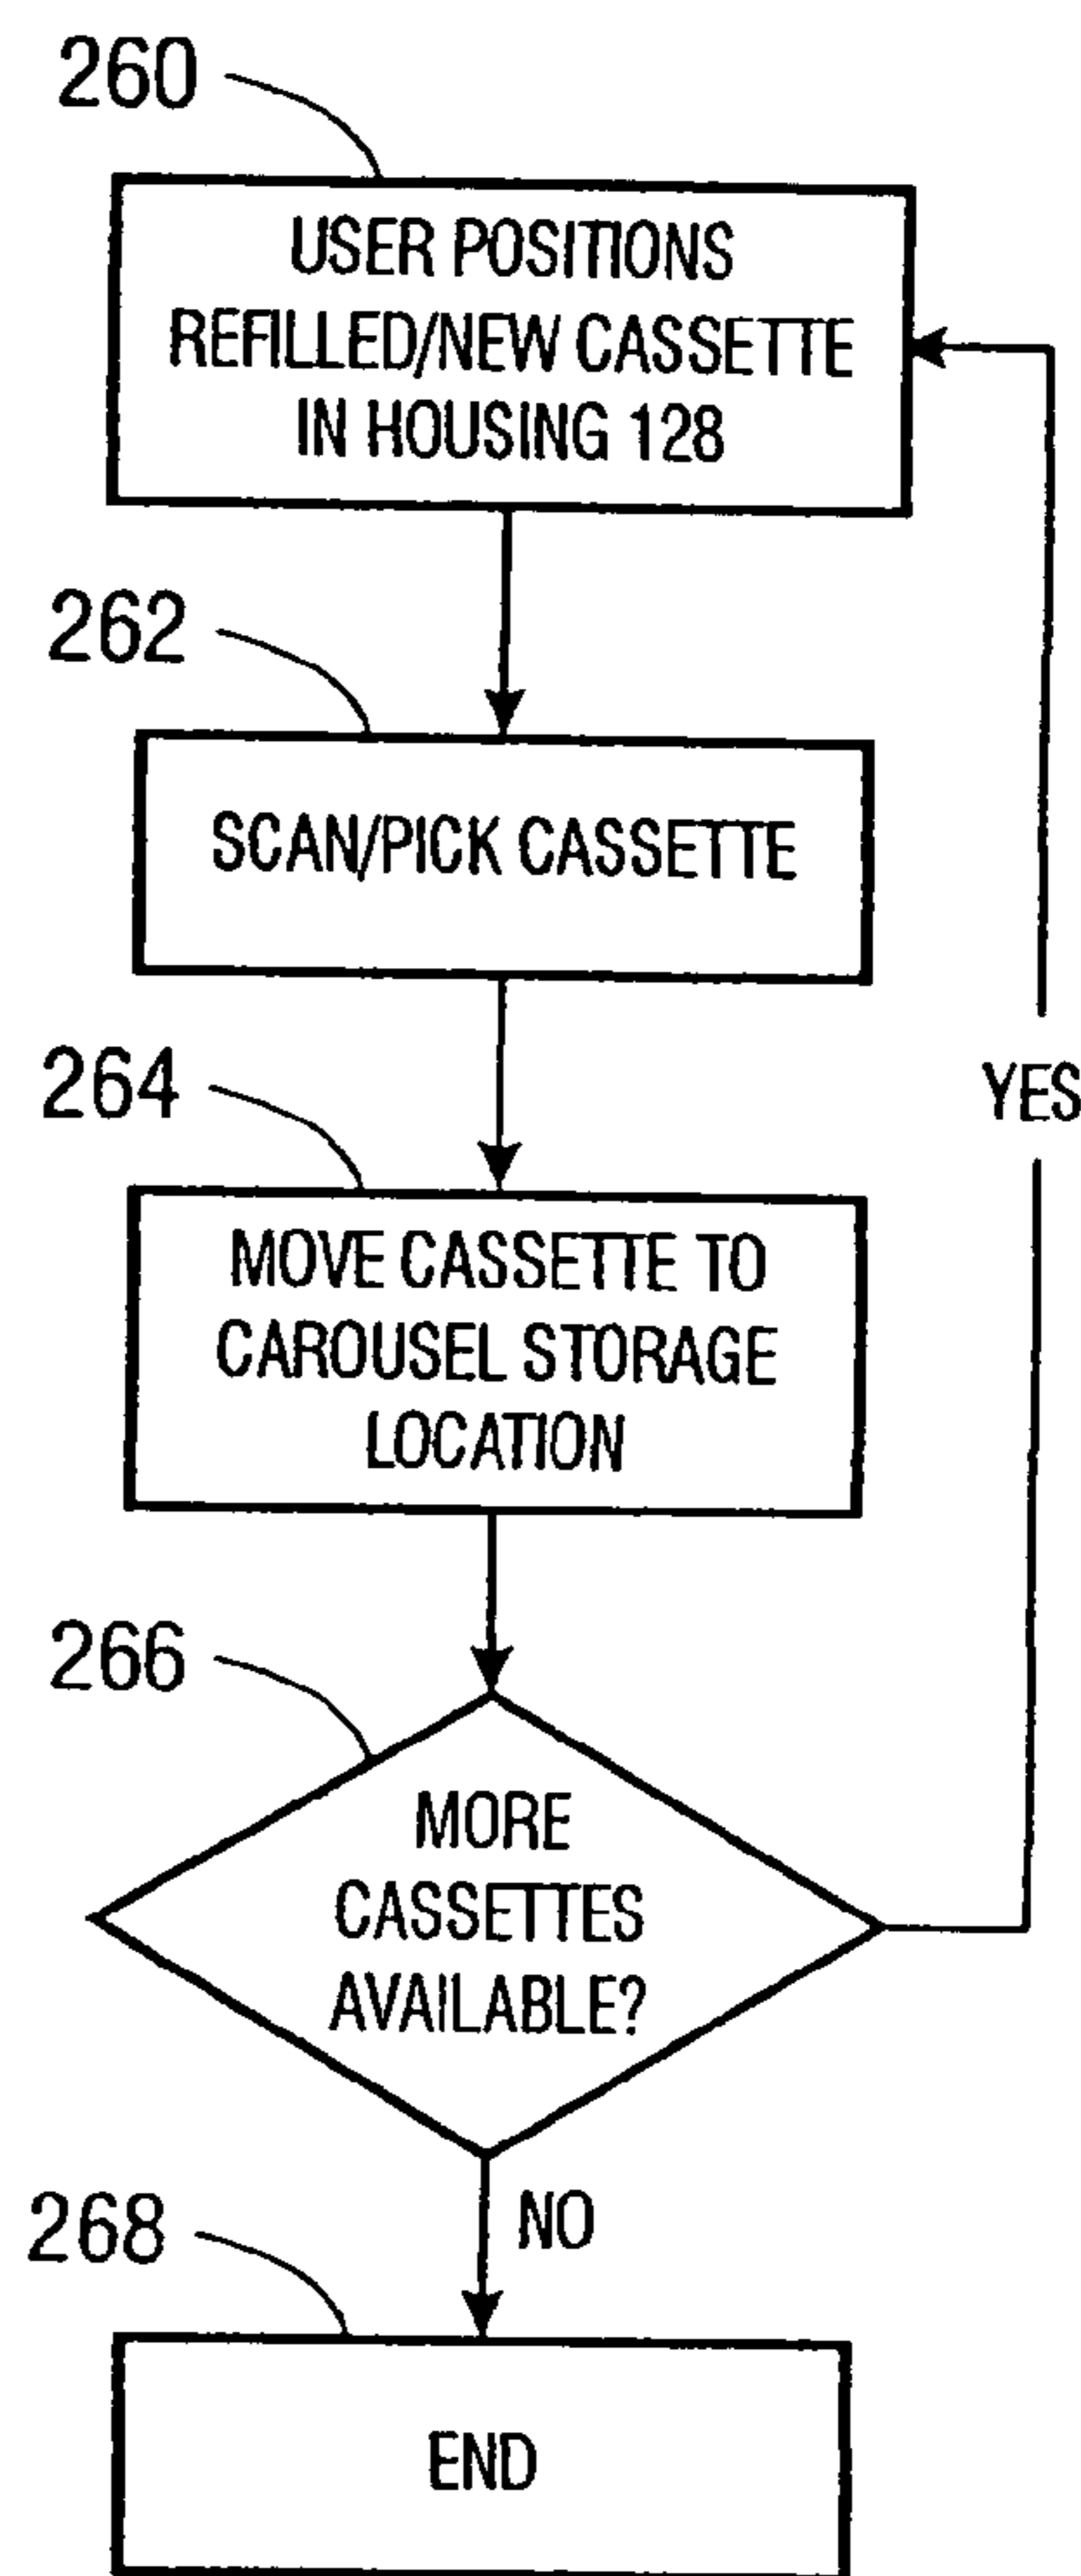 260
USER POSITIONS
REFILLED/NEW CASSETTE
IN HOUSING 128
262
SCAN/PICK CASSETTE
264
MOVE CASSETTE TO
CAROUSEL STORAGE
LOCATION
YES
266
MORE
CASSETTES
AVAILABLE?
NO
268
END